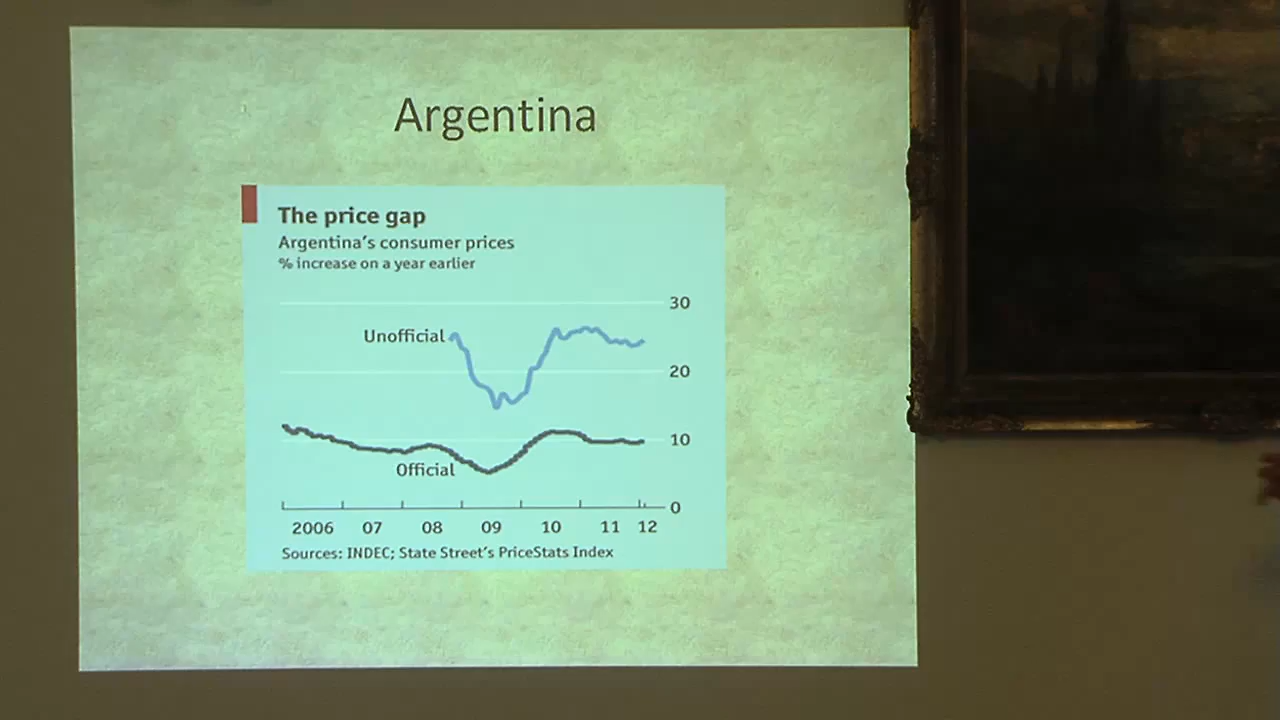 Argentina
The price gap
Argentina's consumer prices
% increase on a year earlier
30
Unofficial
20
10
Official
0
2006 07 08 09 10 11 12
Sources: INDEC; State Street's PriceStats Index